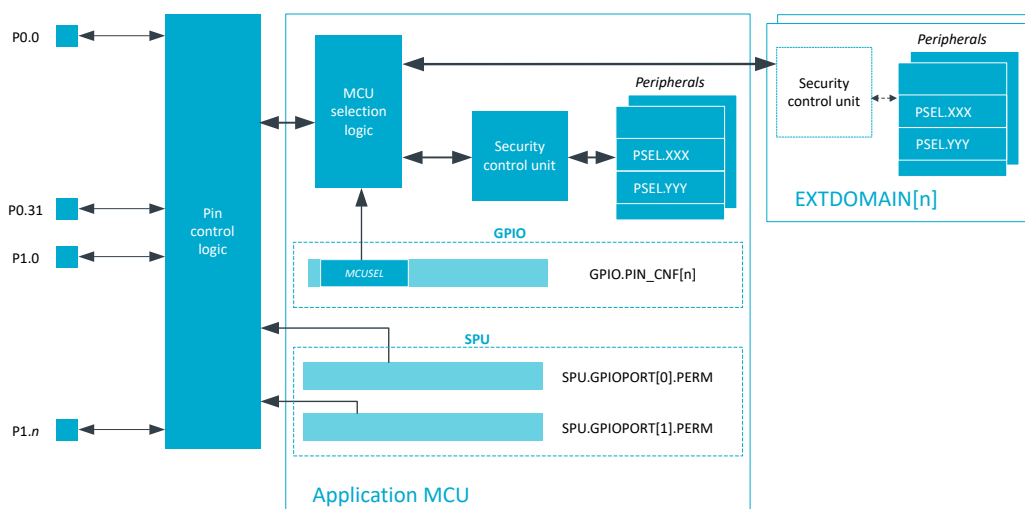 P0.0
P0.31
P1.0
P1.n
Pin
control
logic
MCU
selection
logic
Security
control unit
Peripherals
PSEL.XXX
PSEL.YYY
GPIO
MCUSEL
GPIO.PIN_CNF[n]
SPU
SPU.GPIOPORT[0].PERM
SPU.GPIOPORT[1].PERM
Application MCU
Security
control unit
Peripherals
PSEL.XXX
PSEL.YYY
EXTDOMAIN[n]